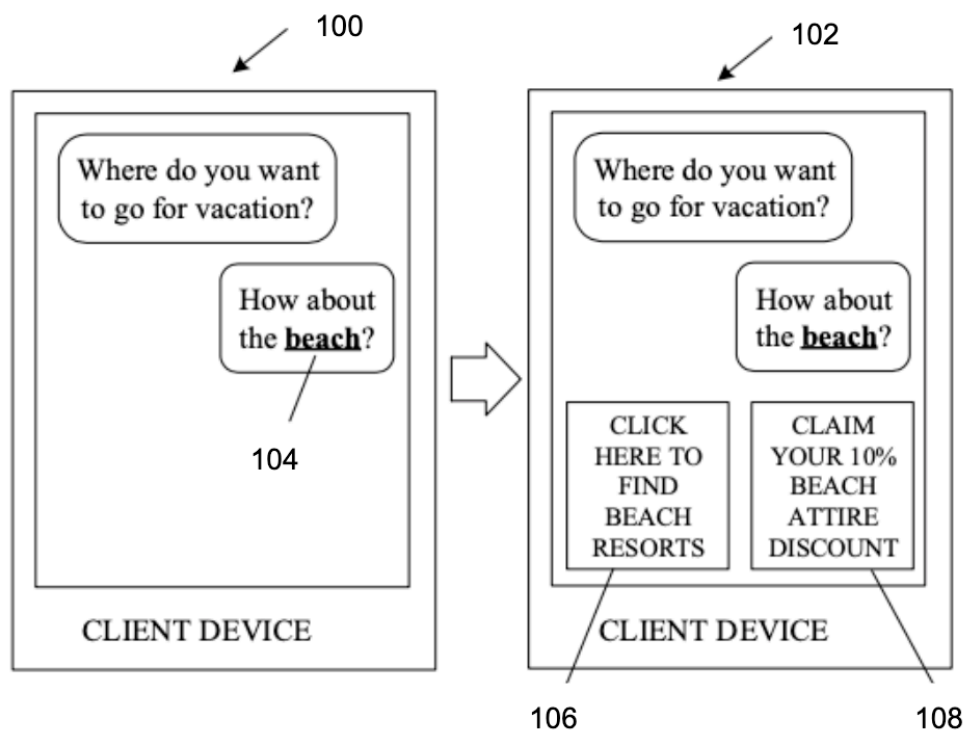 100
102
Where do you want
to go for vacation?
How about
the beach?
104
CLIENT DEVICE
Where do you want
to go for vacation?
How about
the beach?
CLICK
HERE TO
FIND
BEACH
RESORTS
CLAIM
YOUR 10%
BEACH
ATTIRE
DISCOUNT
CLIENT DEVICE
106
108